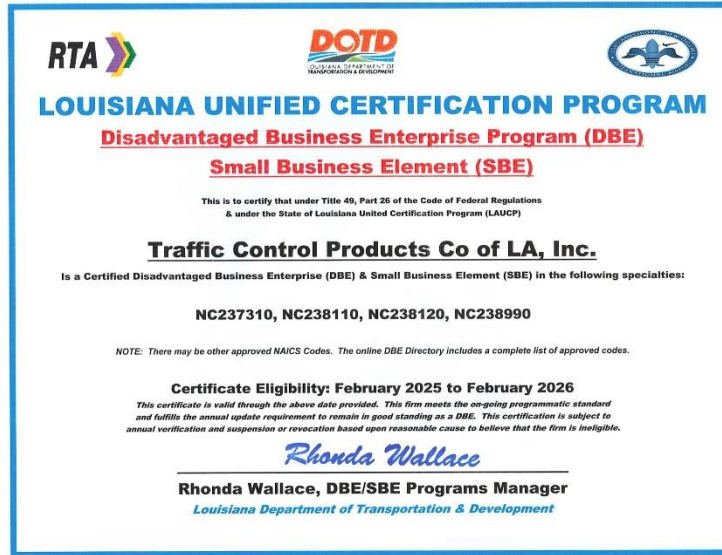 RTA
DOTD
LOUISIANA DEPARTMENT OF
TRANSPORTATION & DEVELOPMENT
LOUISIANA UNIFIED CERTIFICATION PROGRAM
Disadvantaged Business Enterprise Program (DBE)
Small Business Element (SBE)
This is to certify that under Title 49, Part 26 of the Code of Federal Regulations
& under the State of Louisiana United Certification Program (LAUCP)
Traffic Control Products Co of LA, Inc.
Is a Certified Disadvantaged Business Enterprise (DBE) & Small Business Element (SBE) in the following specialties:
NC237310, NC238110, NC238120, NC238990
NOTE: There may be other approved NAICS Codes. The online DBE Directory includes a complete list of approved codes.
Certificate Eligibility: February 2025 to February 2026
This certificate is valid through the above date provided. This firm meets the on-going programmatic standard
and fulfills the annual update requirement to remain in good standing as a DBE. This certification is subject to
annual verification and suspension or revocation based upon reasonable cause to believe that the firm is ineligible.
Rhonda Wallace
Rhonda Wallace, DBE/SBE Programs Manager
Louisiana Department of Transportation & Development